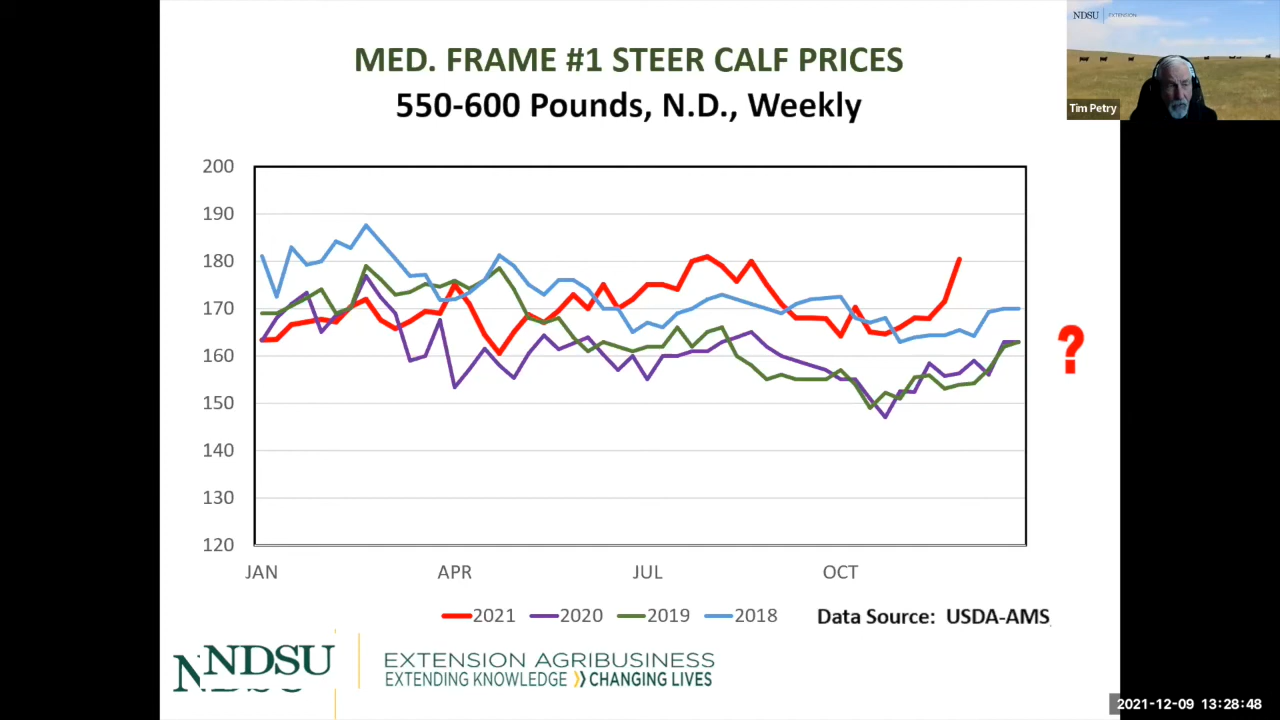 MED. FRAME #1 STEER CALF PRICES
550-600 Pounds, N.D., Weekly
NDSU EXTENSION
Tim Petry
200
190
180
170
160
150
140
130
120
JAN APR JUL OCT
?
2021 2020 2019 2018
Data Source: USDA-AMS
NDSU
EXTENSION AGRIBUSINESS
EXTENDING KNOWLEDGE CHANGING LIVES
2021-12-09 13:28:48